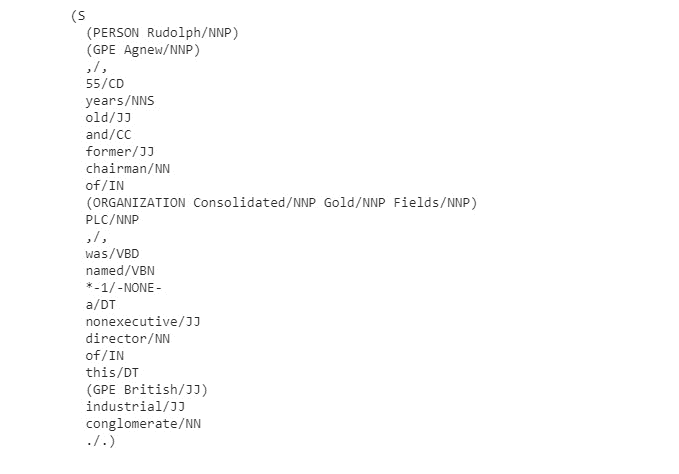 (S
(PERSON Rudolph/NNP)
(GPE Agnew/NNP)
,/,
55/CD
years/NNS
old/JJ
and/CC
former/JJ
chairman/NN
of/IN
(ORGANIZATION Consolidated/NNP Gold/NNP Fields/NNP)
PLC/NNP
,/,
was/VBD
named/VBN
*-1/-NONE-
a/DT
nonexecutive/JJ
director/NN
of/IN
this/DT
(GPE British/JJ)
industrial/JJ
conglomerate/NN
./.)